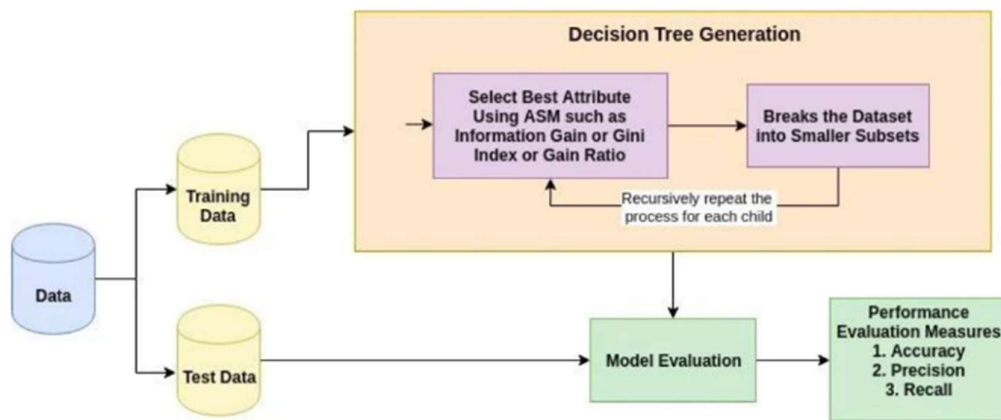 Decision Tree Generation
Select Best Attribute
Using ASM such as
Information Gain or Gini
Index or Gain Ratio
Breaks the Dataset
into Smaller Subsets
Recursively repeat the
process for each child
Training
Data
Data
Test Data
Model Evaluation
Performance
Evaluation Measures
1. Accuracy
2. Precision
3. Recall